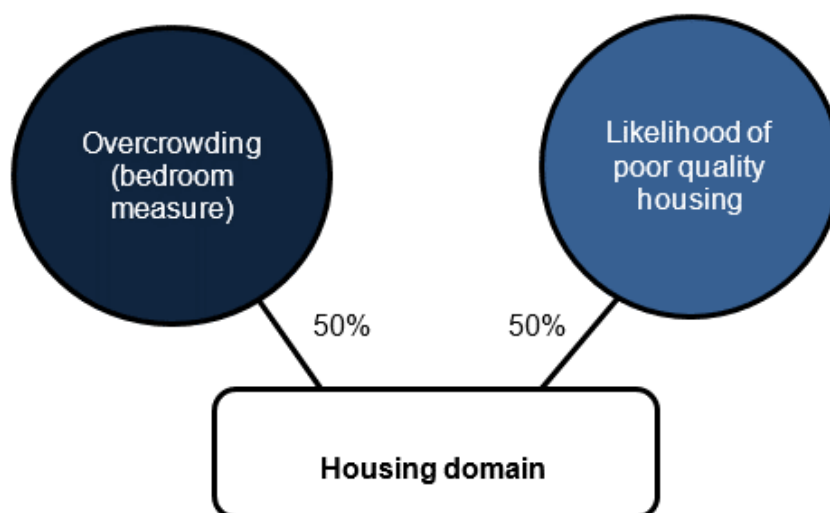 Overcrowding
(bedroom
measure)
Likelihood of
poor quality
housing
50%
50%
Housing domain